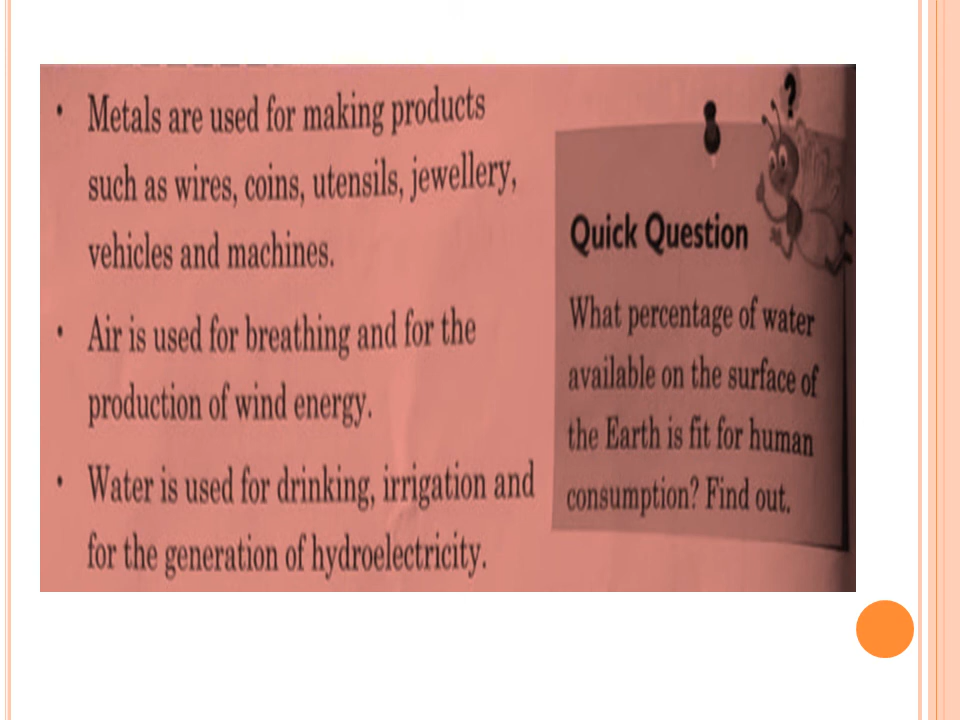 • Metals are used for making products
such as wires, coins, utensils, jewellery,
vehicles and machines.
• Air is used for breathing and for the
production of wind energy.
• Water is used for drinking, irrigation and
for the generation of hydroelectricity.
?
Quick Question
What percentage of water
available on the surface of
the Earth is fit for human
consumption? Find out.